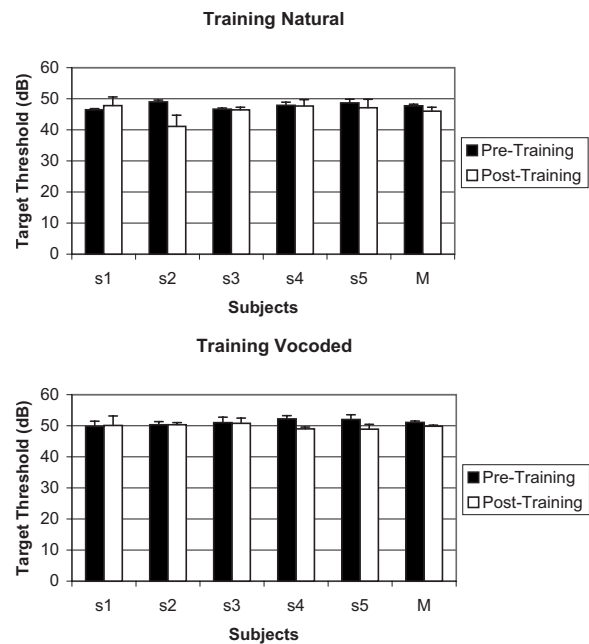 Training Natural
Target Threshold (dB)
60
50
40
30
20
10
0
s1 s2 s3 s4 s5 M
Subjects
Pre-Training
Post-Training
Training Vocoded
Target Threshold (dB)
60
50
40
30
20
10
0
s1 s2 s3 s4 s5 M
Subjects
Pre-Training
Post-Training